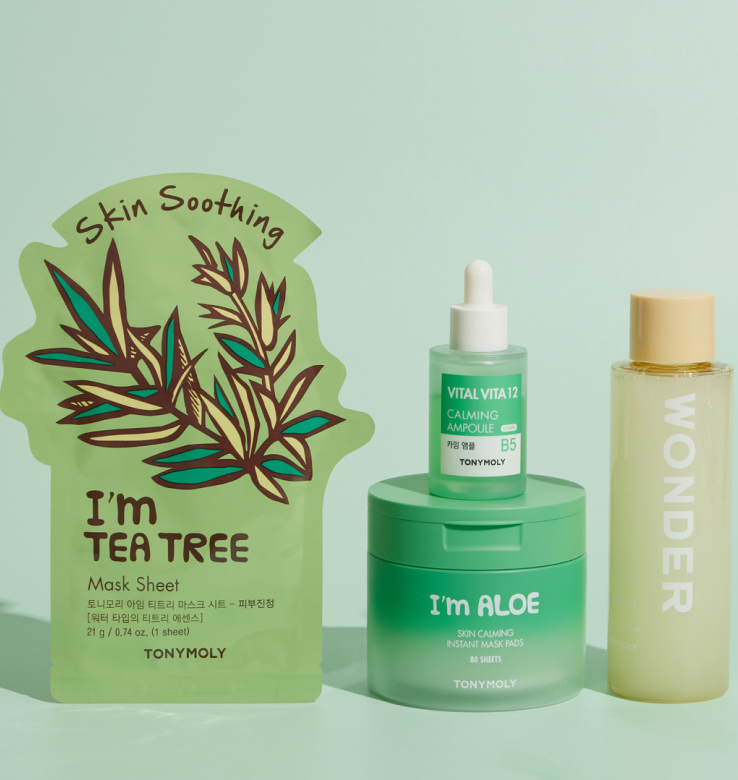 Skin Soothing
I'm
TEA TREE
Mask Sheet
토니모리 아임 티트리 마스크 시트 - 피부진정
[워터 타입의 티트리 에센스]
21 g / 0.74 oz. (1 sheet)
TONYMOLY
VITAL VITA 12
CALMING
AMPOULE
카밍 앰플
B5
TONYMOLY
I'm ALOE
SKIN CALMING
INSTANT MASK PADS
80 SHEETS
TONYMOLY
WONDER